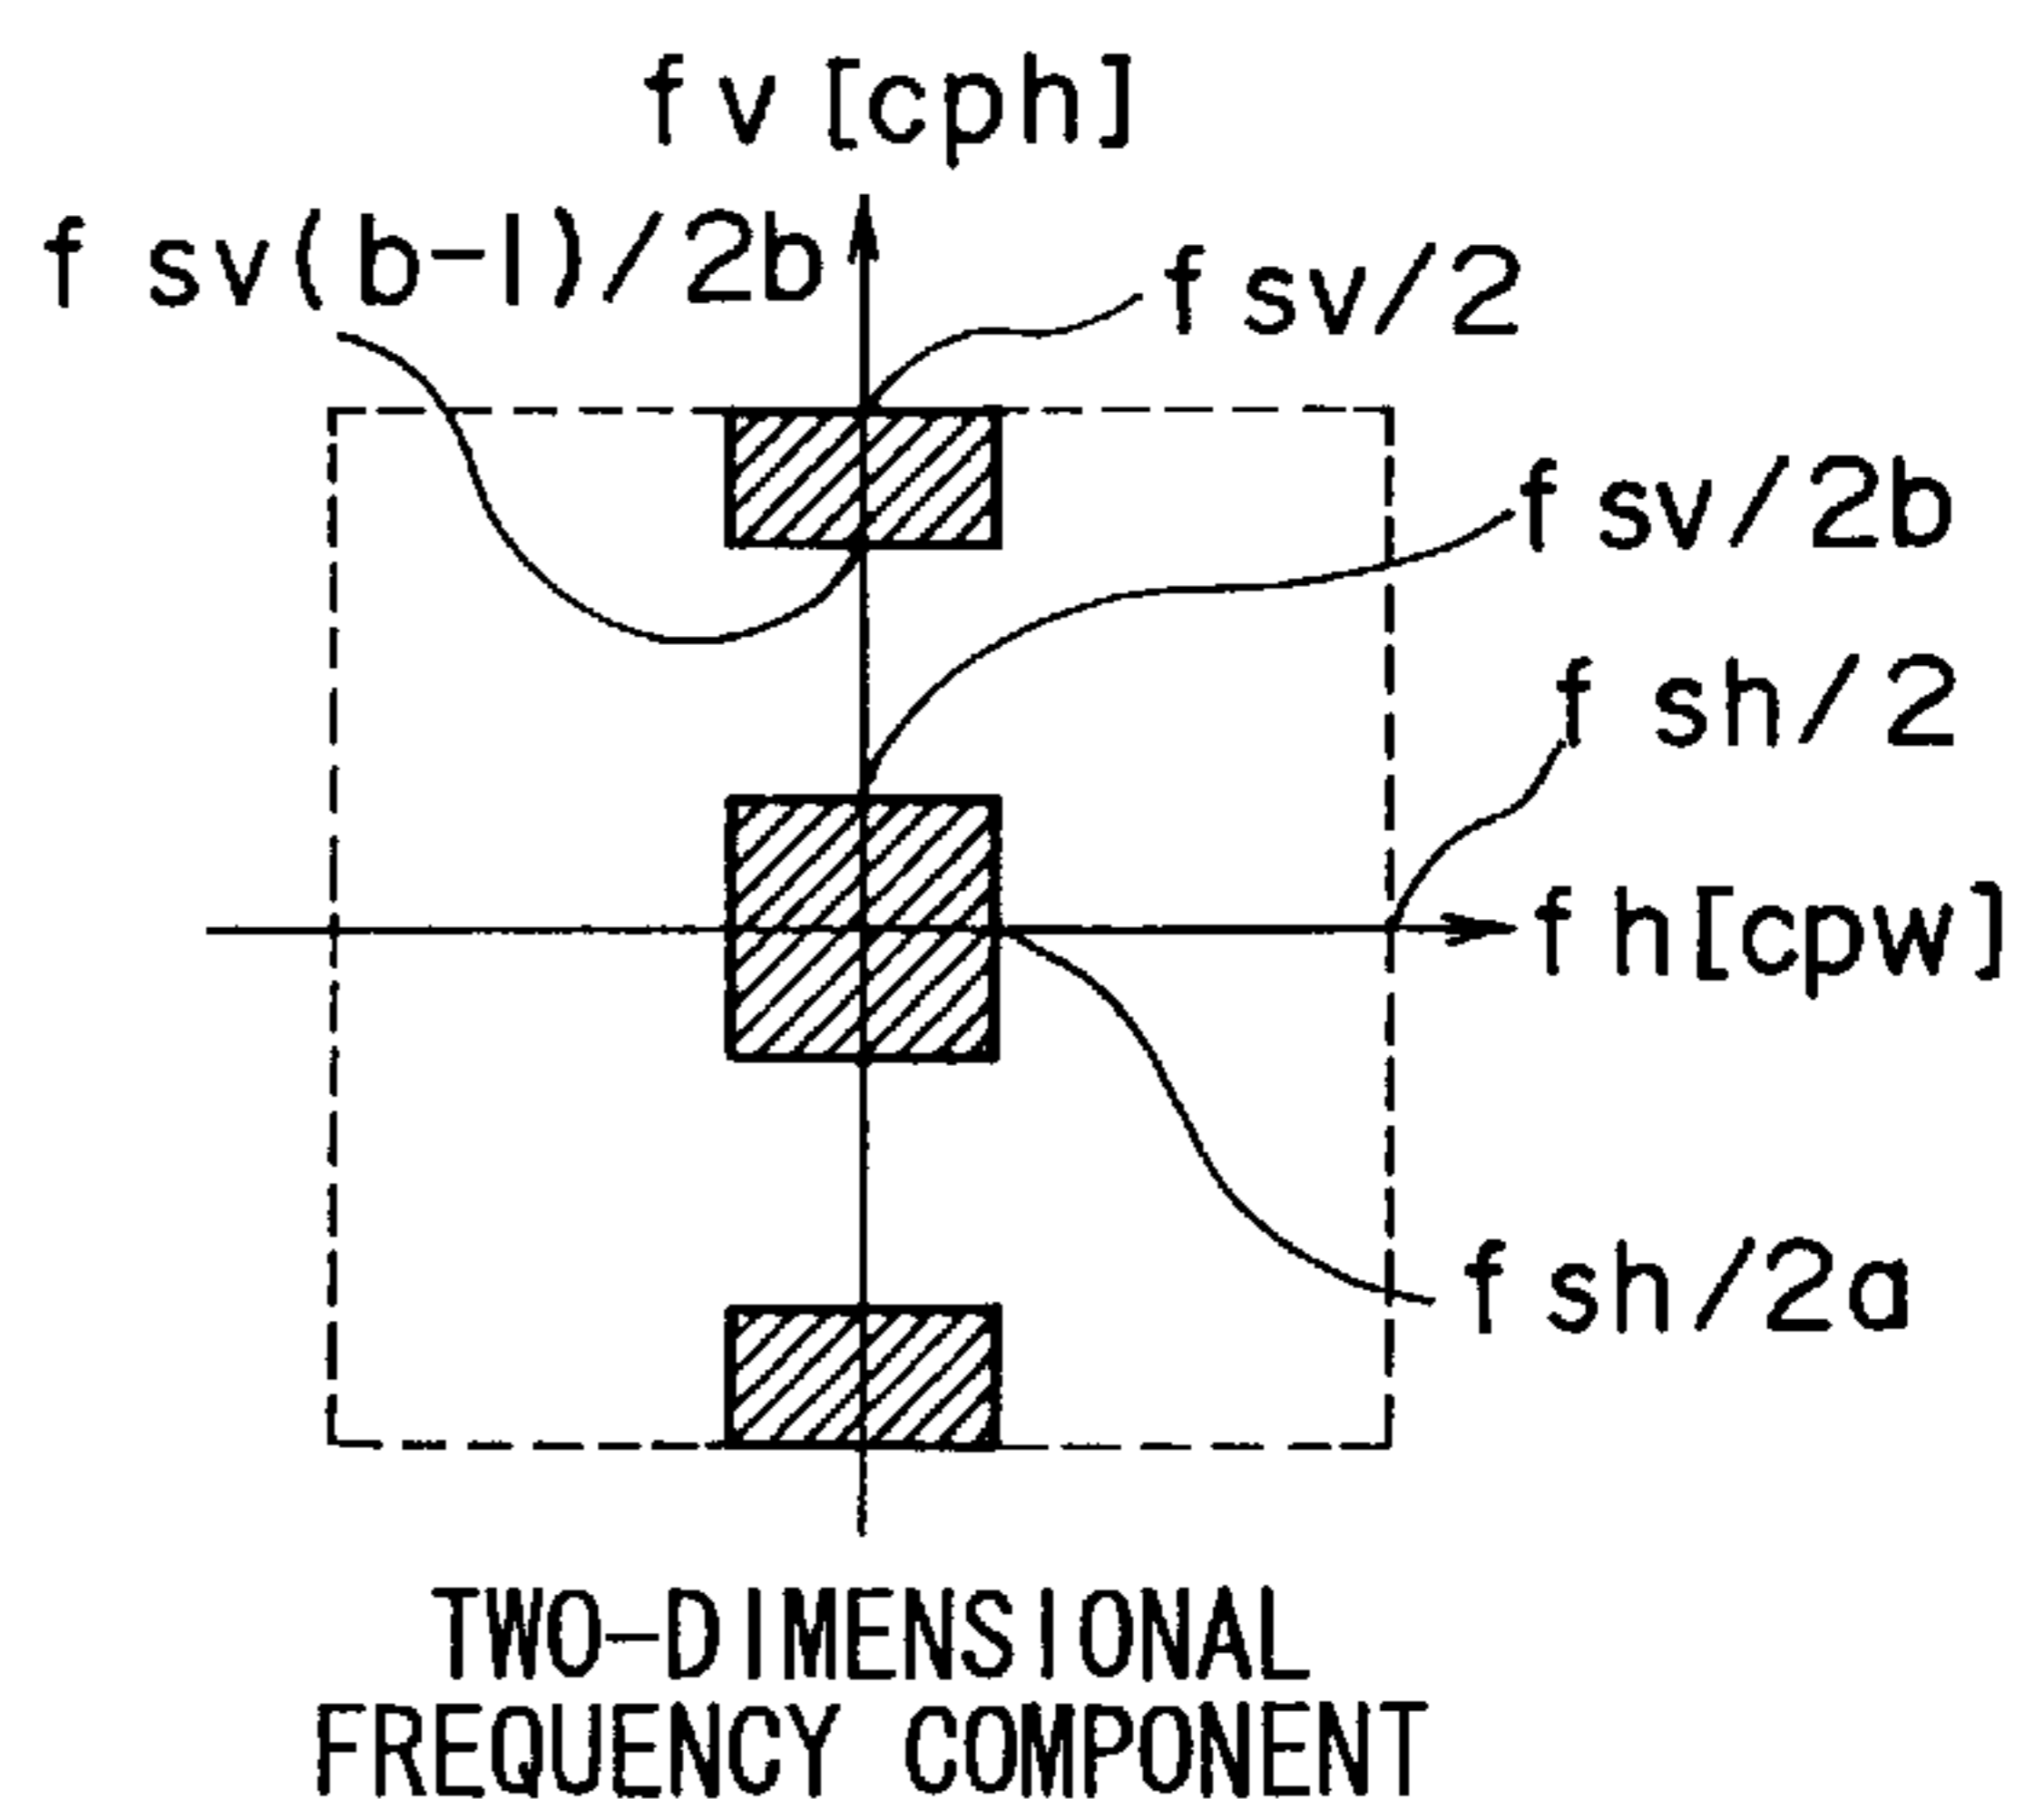 f v [cph]
f sv(b-1)/2b
f sv/2
f sv/2b
f sh/2
f h[cpw]
f sh/2a
TWO-DIMENSIONAL
FREQUENCY COMPONENT